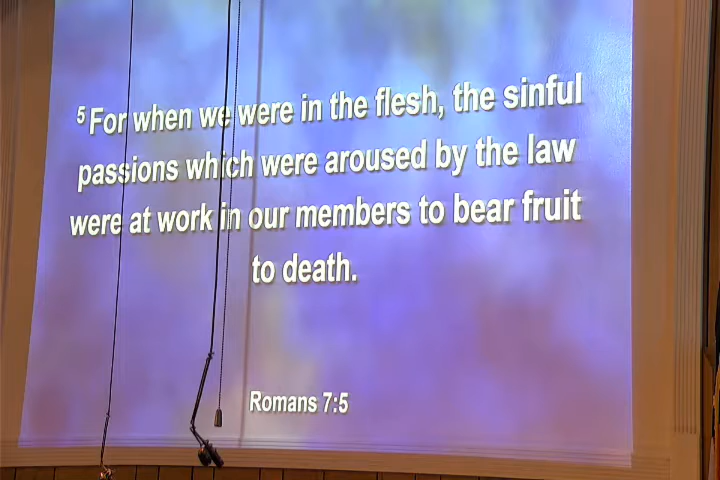 5 For when we were in the flesh, the sinful
passions which were aroused by the law
were at work in our members to bear fruit
to death.
Romans 7:5